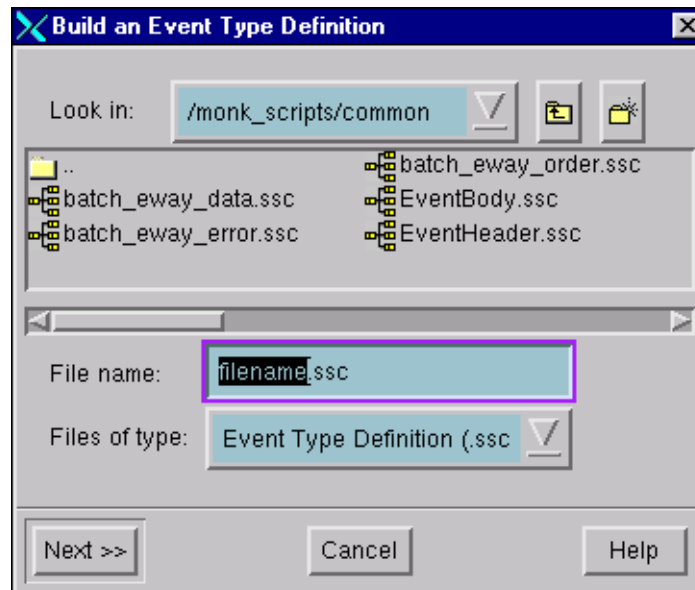 Build an Event Type Definition
Look in: /monk_scripts/common
.. batch_eway_order.ssc
batch_eway_data.ssc EventBody.ssc
batch_eway_error.ssc EventHeader.ssc
File name: filename.ssc
Files of type: Event Type Definition (.ssc
Next >> Cancel Help